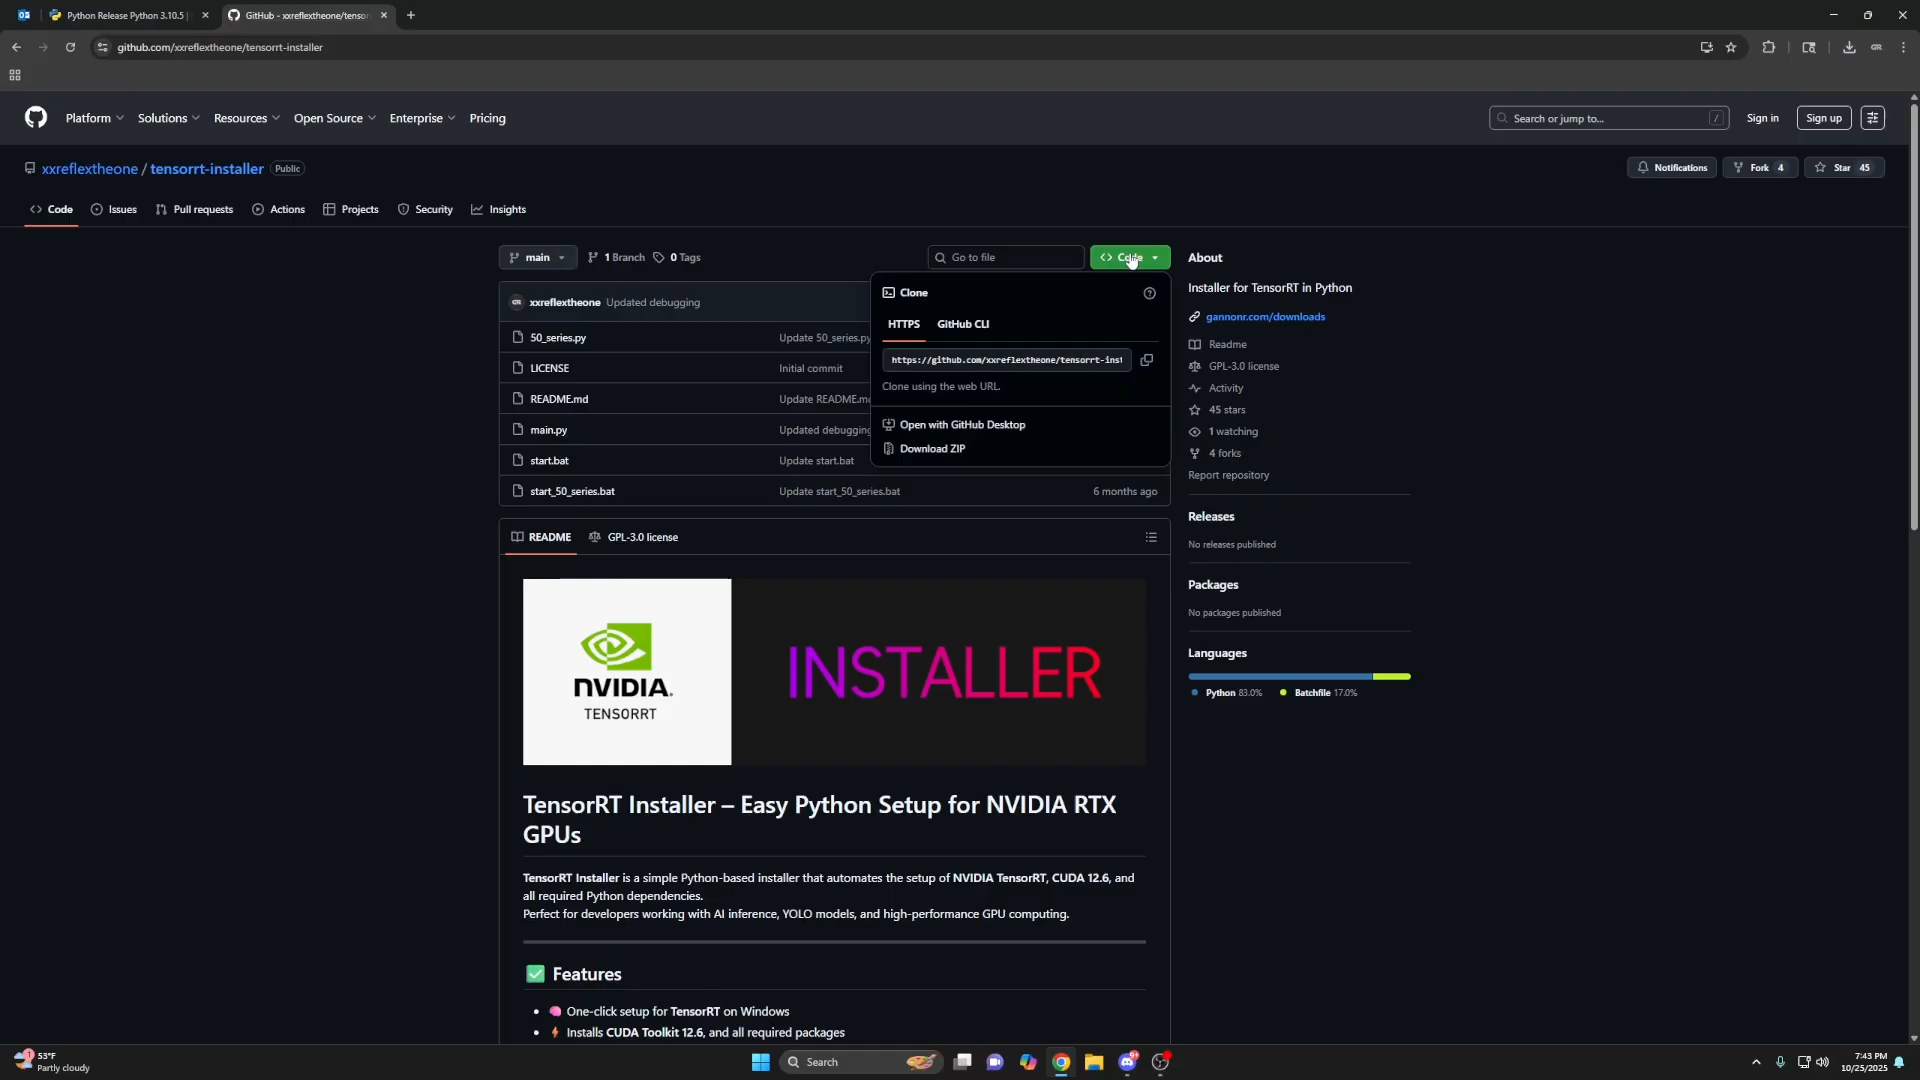 Python Release Python 3.10.5 |
GitHub - xxreflextheone/tensor
github.com/xxreflextheone/tensorrt-installer
GR
Platform
Solutions
Resources
Open Source
Enterprise
Pricing
Search or jump to...
/
Sign in
Sign up
xxreflextheone / tensorrt-installer
Public
Notifications
Fork 4
Star 45
Code
Issues
Pull requests
Actions
Projects
Security
Insights
main
1 Branch
0 Tags
Go to file
Code
About
GR
xxreflextheone Updated debugging
50_series.py
Update 50_series.py
LICENSE
Initial commit
README.md
Update README.md
main.py
Updated debugging
start.bat
Update start.bat
start_50_series.bat
Update start_50_series.bat
6 months ago
Clone
HTTPS
GitHub CLI
https://github.com/xxreflextheone/tensorrt-inst
Clone using the web URL.
Open with GitHub Desktop
Download ZIP
Installer for TensorRT in Python
gannonr.com/downloads
Readme
GPL-3.0 license
Activity
45 stars
1 watching
4 forks
Report repository
Releases
No releases published
Packages
No packages published
Languages
Python 83.0%
Batchfile 17.0%
README
GPL-3.0 license
NVIDIA.
TENSORRT
INSTALLER
TensorRT Installer – Easy Python Setup for NVIDIA RTX
GPUs
TensorRT Installer is a simple Python-based installer that automates the setup of NVIDIA TensorRT, CUDA 12.6, and
all required Python dependencies.
Perfect for developers working with AI inference, YOLO models, and high-performance GPU computing.
✅ Features
• 🧠 One-click setup for TensorRT on Windows
• ⚡ Installs CUDA Toolkit 12.6, and all required packages
1
53°F
Partly cloudy
Search
7:43 PM
10/25/2025